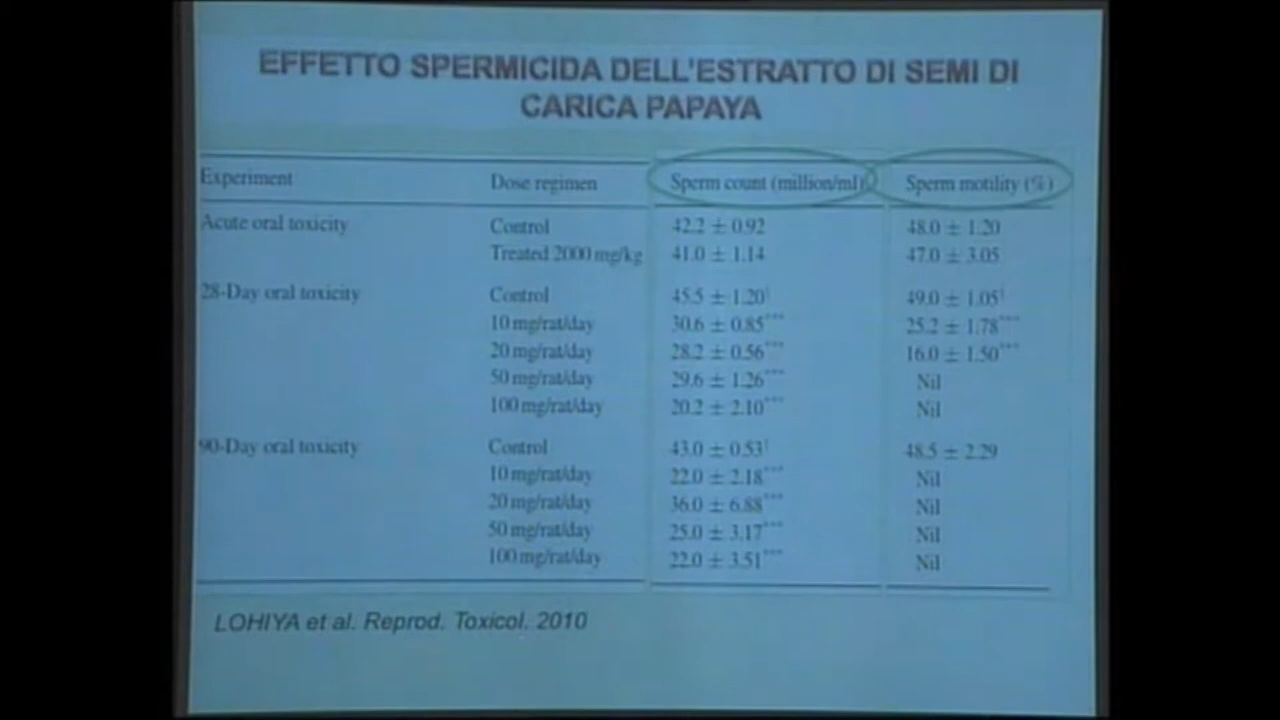 EFFETTO SPERMICIDA DELL'ESTRATTO DI SEMI DI
CARICA PAPAYA
Experiment Dose regimen Sperm count (million/ml) Sperm motility (%)
Acute oral toxicity Control 42.2 ± 0.92 48.0 ± 1.20
Treated 2000 mg/kg 41.0 ± 1.14 47.0 ± 3.05
28-Day oral toxicity Control 45.5 ± 1.20 49.0 ± 1.05
10 mg/rat/day 30.6 ± 0.85*** 25.2 ± 1.78***
20 mg/rat/day 28.2 ± 0.56*** 16.0 ± 1.50***
50 mg/rat/day 29.6 ± 1.26*** Nil
100 mg/rat/day 20.2 ± 2.10*** Nil
90-Day oral toxicity Control 43.0 ± 0.53 48.5 ± 2.29
10 mg/rat/day 22.0 ± 2.18*** Nil
20 mg/rat/day 36.0 ± 6.88*** Nil
50 mg/rat/day 25.0 ± 3.17*** Nil
100 mg/rat/day 22.0 ± 3.51*** Nil
LOHIYA et al. Reprod. Toxicol. 2010